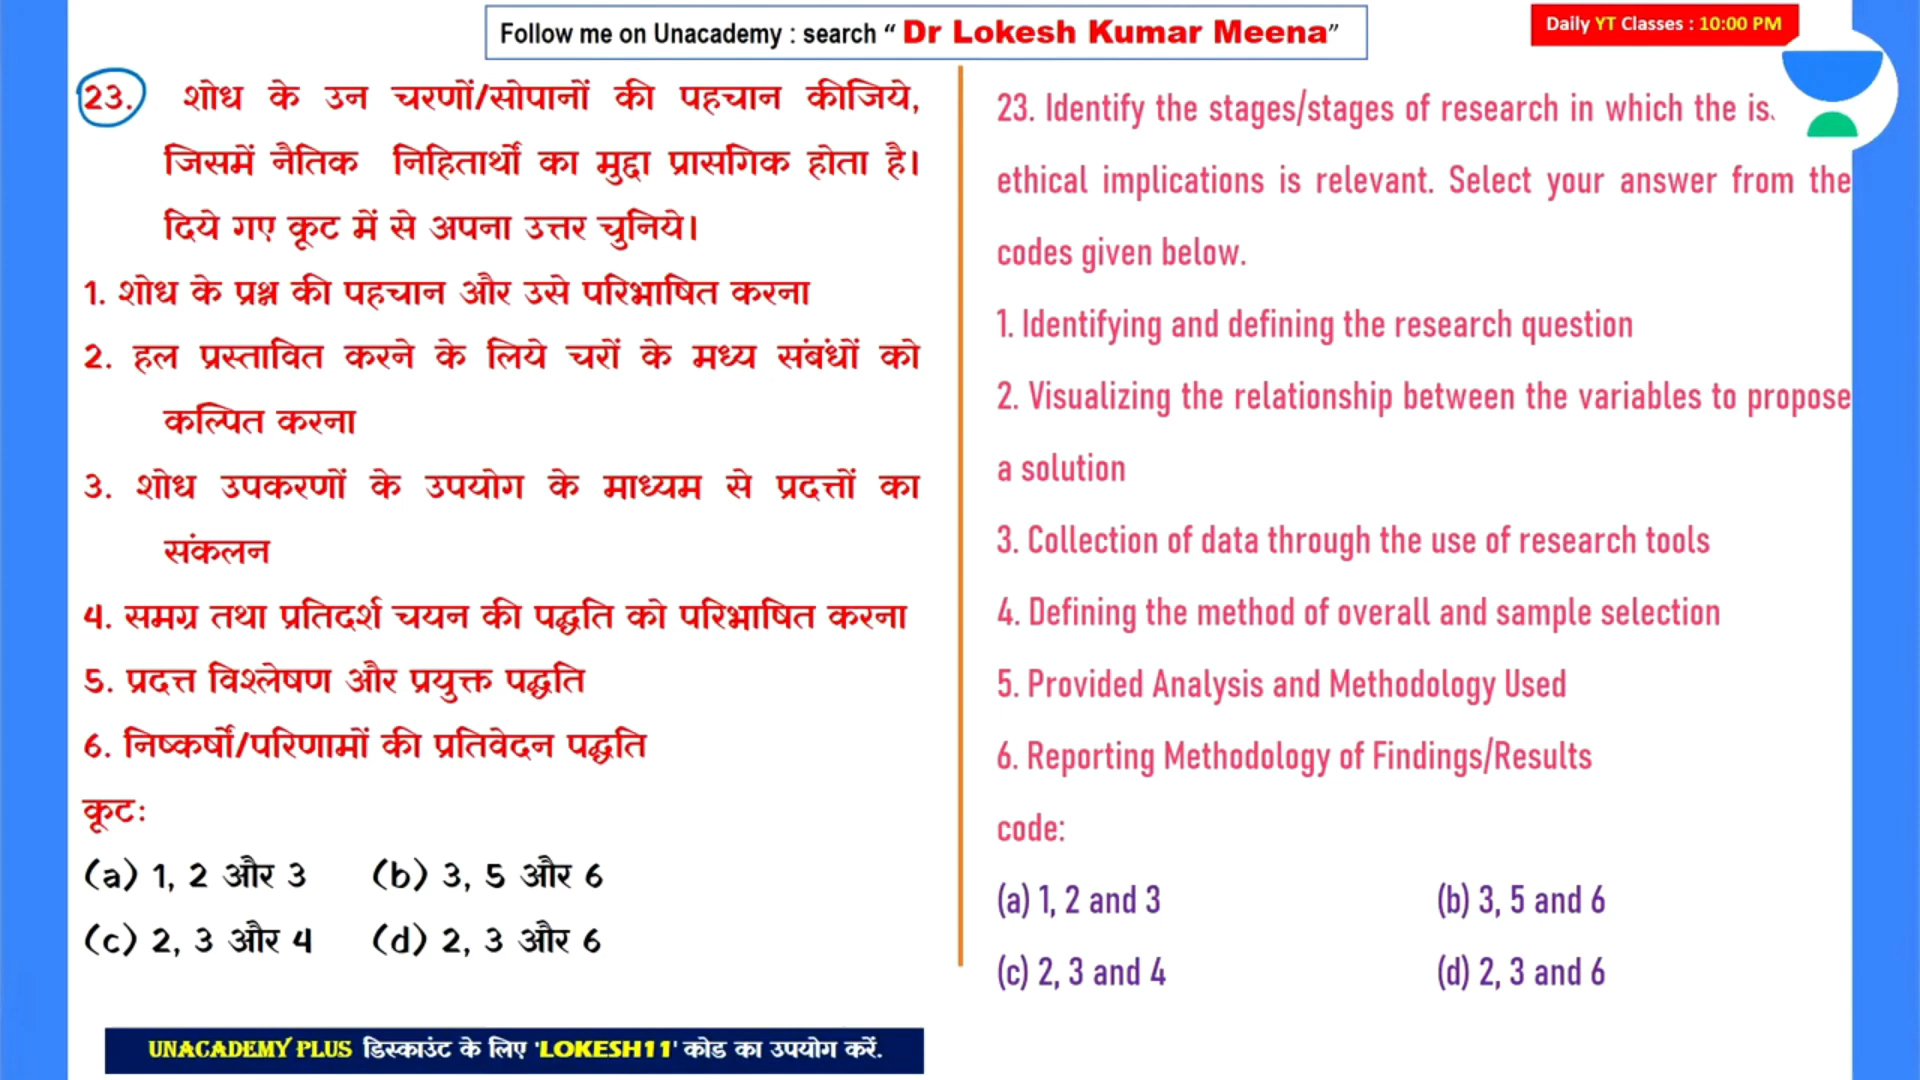 Follow me on Unacademy : search “ Dr Lokesh Kumar Meena”
Daily YT Classes : 10:00 PM
23. शोध के उन चरणों/सोपानों की पहचान कीजिये,
जिसमें नैतिक निहितार्थों का मुद्दा प्रासगिक होता है।
दिये गए कूट में से अपना उत्तर चुनिये।
1. शोध के प्रश्न की पहचान और उसे परिभाषित करना
2. हल प्रस्तावित करने के लिये चरों के मध्य संबंधों को
कल्पित करना
3. शोध उपकरणों के उपयोग के माध्यम से प्रदत्तों का
संकलन
4. समग्र तथा प्रतिदर्श चयन की पद्धति को परिभाषित करना
5. प्रदत्त विश्लेषण और प्रयुक्त पद्धति
6. निष्कर्षों/परिणामों की प्रतिवेदन पद्धति
कूटः
(a) 1, 2 और 3 (b) 3, 5 और 6
(c) 2, 3 और 4 (d) 2, 3 और 6
23. Identify the stages/stages of research in which the
ethical implications is relevant. Select your answer from the
codes given below.
1. Identifying and defining the research question
2. Visualizing the relationship between the variables to propose
a solution
3. Collection of data through the use of research tools
4. Defining the method of overall and sample selection
5. Provided Analysis and Methodology Used
6. Reporting Methodology of Findings/Results
code:
(a) 1, 2 and 3 (b) 3, 5 and 6
(c) 2, 3 and 4 (d) 2, 3 and 6
UNACADEMY PLUS डिस्काउंट के लिए 'LOKESH11' कोड का उपयोग करें.